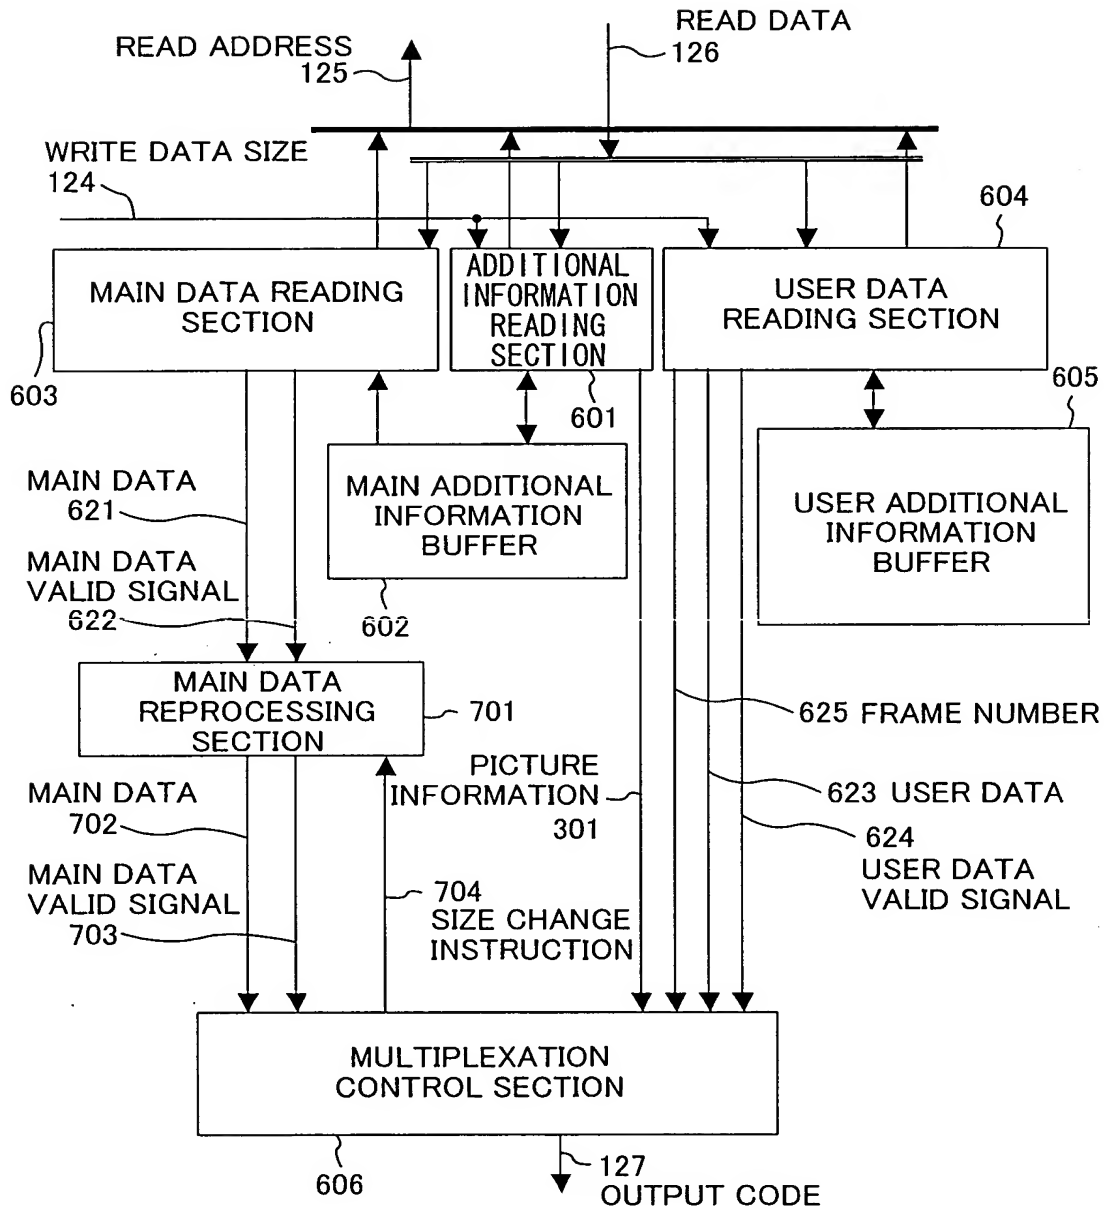 READ DATA
126
READ ADDRESS
125
WRITE DATA SIZE
124
604
MAIN DATA READING
SECTION
603
ADDITIONAL
INFORMATION
READING
SECTION
601
USER DATA
READING SECTION
605
MAIN ADDITIONAL
INFORMATION
BUFFER
602
USER ADDITIONAL
INFORMATION
BUFFER
MAIN DATA
621
MAIN DATA
VALID SIGNAL
622
MAIN DATA
REPROCESSING
SECTION
701
625 FRAME NUMBER
PICTURE
INFORMATION
301
623 USER DATA
624
USER DATA
VALID SIGNAL
MAIN DATA
702
MAIN DATA
VALID SIGNAL
703
704
SIZE CHANGE
INSTRUCTION
MULTIPLEXATION
CONTROL SECTION
606
127
OUTPUT CODE